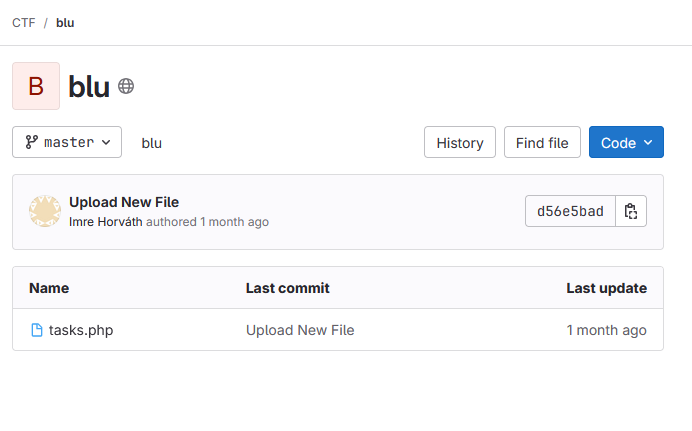 CTF / blu
B blu
master blu History Find file Code
Upload New File
Imre Horváth authored 1 month ago
d56e5bad
Name Last commit Last update
tasks.php Upload New File 1 month ago